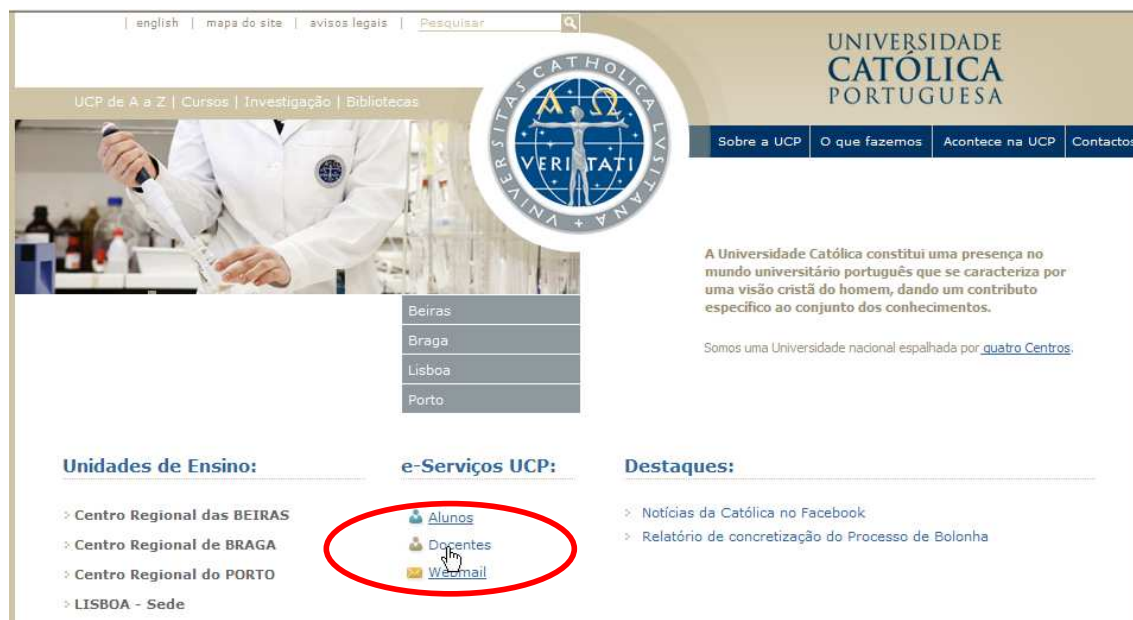 | english | mapa do site | avisos legais | Pesquisar
UNIVERSIDADE
CATÓLICA
PORTUGUESA
UNIVERSITAS CATHOLICA LVSITANA +
A Ω
VERITATI
UCP de A a Z | Cursos | Investigação | Bibliotecas
Sobre a UCP
O que fazemos
Acontece na UCP
Contactos
A Universidade Católica constitui uma presença no
mundo universitário português que se caracteriza por
uma visão cristã do homem, dando um contributo
específico ao conjunto dos conhecimentos.
Somos uma Universidade nacional espalhada por quatro Centros.
Beiras
Braga
Lisboa
Porto
Unidades de Ensino:
> Centro Regional das BEIRAS
> Centro Regional de BRAGA
> Centro Regional do PORTO
> LISBOA - Sede
e-Serviços UCP:
Alunos
Docentes
Webmail
Destaques:
> Notícias da Católica no Facebook
> Relatório de concretização do Processo de Bolonha